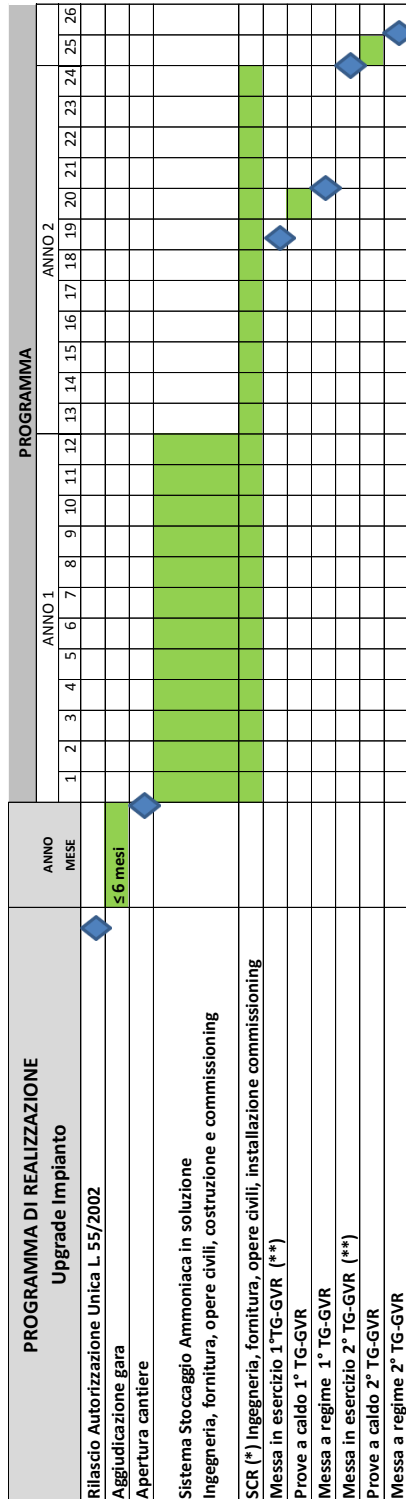 PROGRAMMA DI REALIZZAZIONE
Upgrade Impianto
PROGRAMMA
ANNO
ANNO 1
ANNO 2
MESE
1 2 3 4 5 6 7 8 9 10 11 12 13 14 15 16 17 18 19 20 21 22 23 24 25 26
Rilascio Autorizzazione Unica L. 55/2002
Aggiudicazione gara
≤ 6 mesi
Apertura cantiere
Sistema Stoccaggio Ammoniaca in soluzione
Ingegneria, fornitura, opere civili, costruzione e commissioning
SCR (*) Ingegneria, fornitura, opere civili, installazione commissioning
Messa in esercizio 1°TG-GVR (**)
Prove a caldo 1° TG-GVR
Messa a regime 1° TG-GVR
Messa in esercizio 2° TG-GVR (**)
Prove a caldo 2° TG-GVR
Messa a regime 2° TG-GVR